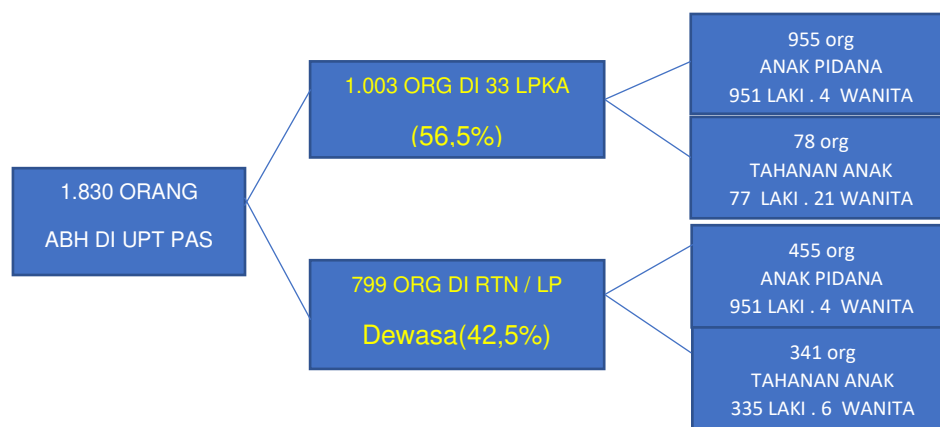 1.830 ORANG
ABH DI UPT PAS
1.003 ORG DI 33 LPKA
(56,5%)
799 ORG DI RTN / LP
Dewasa(42,5%)
955 org
ANAK PIDANA
951 LAKI . 4 WANITA
78 org
TAHANAN ANAK
77 LAKI . 21 WANITA
455 org
ANAK PIDANA
951 LAKI . 4 WANITA
341 org
TAHANAN ANAK
335 LAKI . 6 WANITA